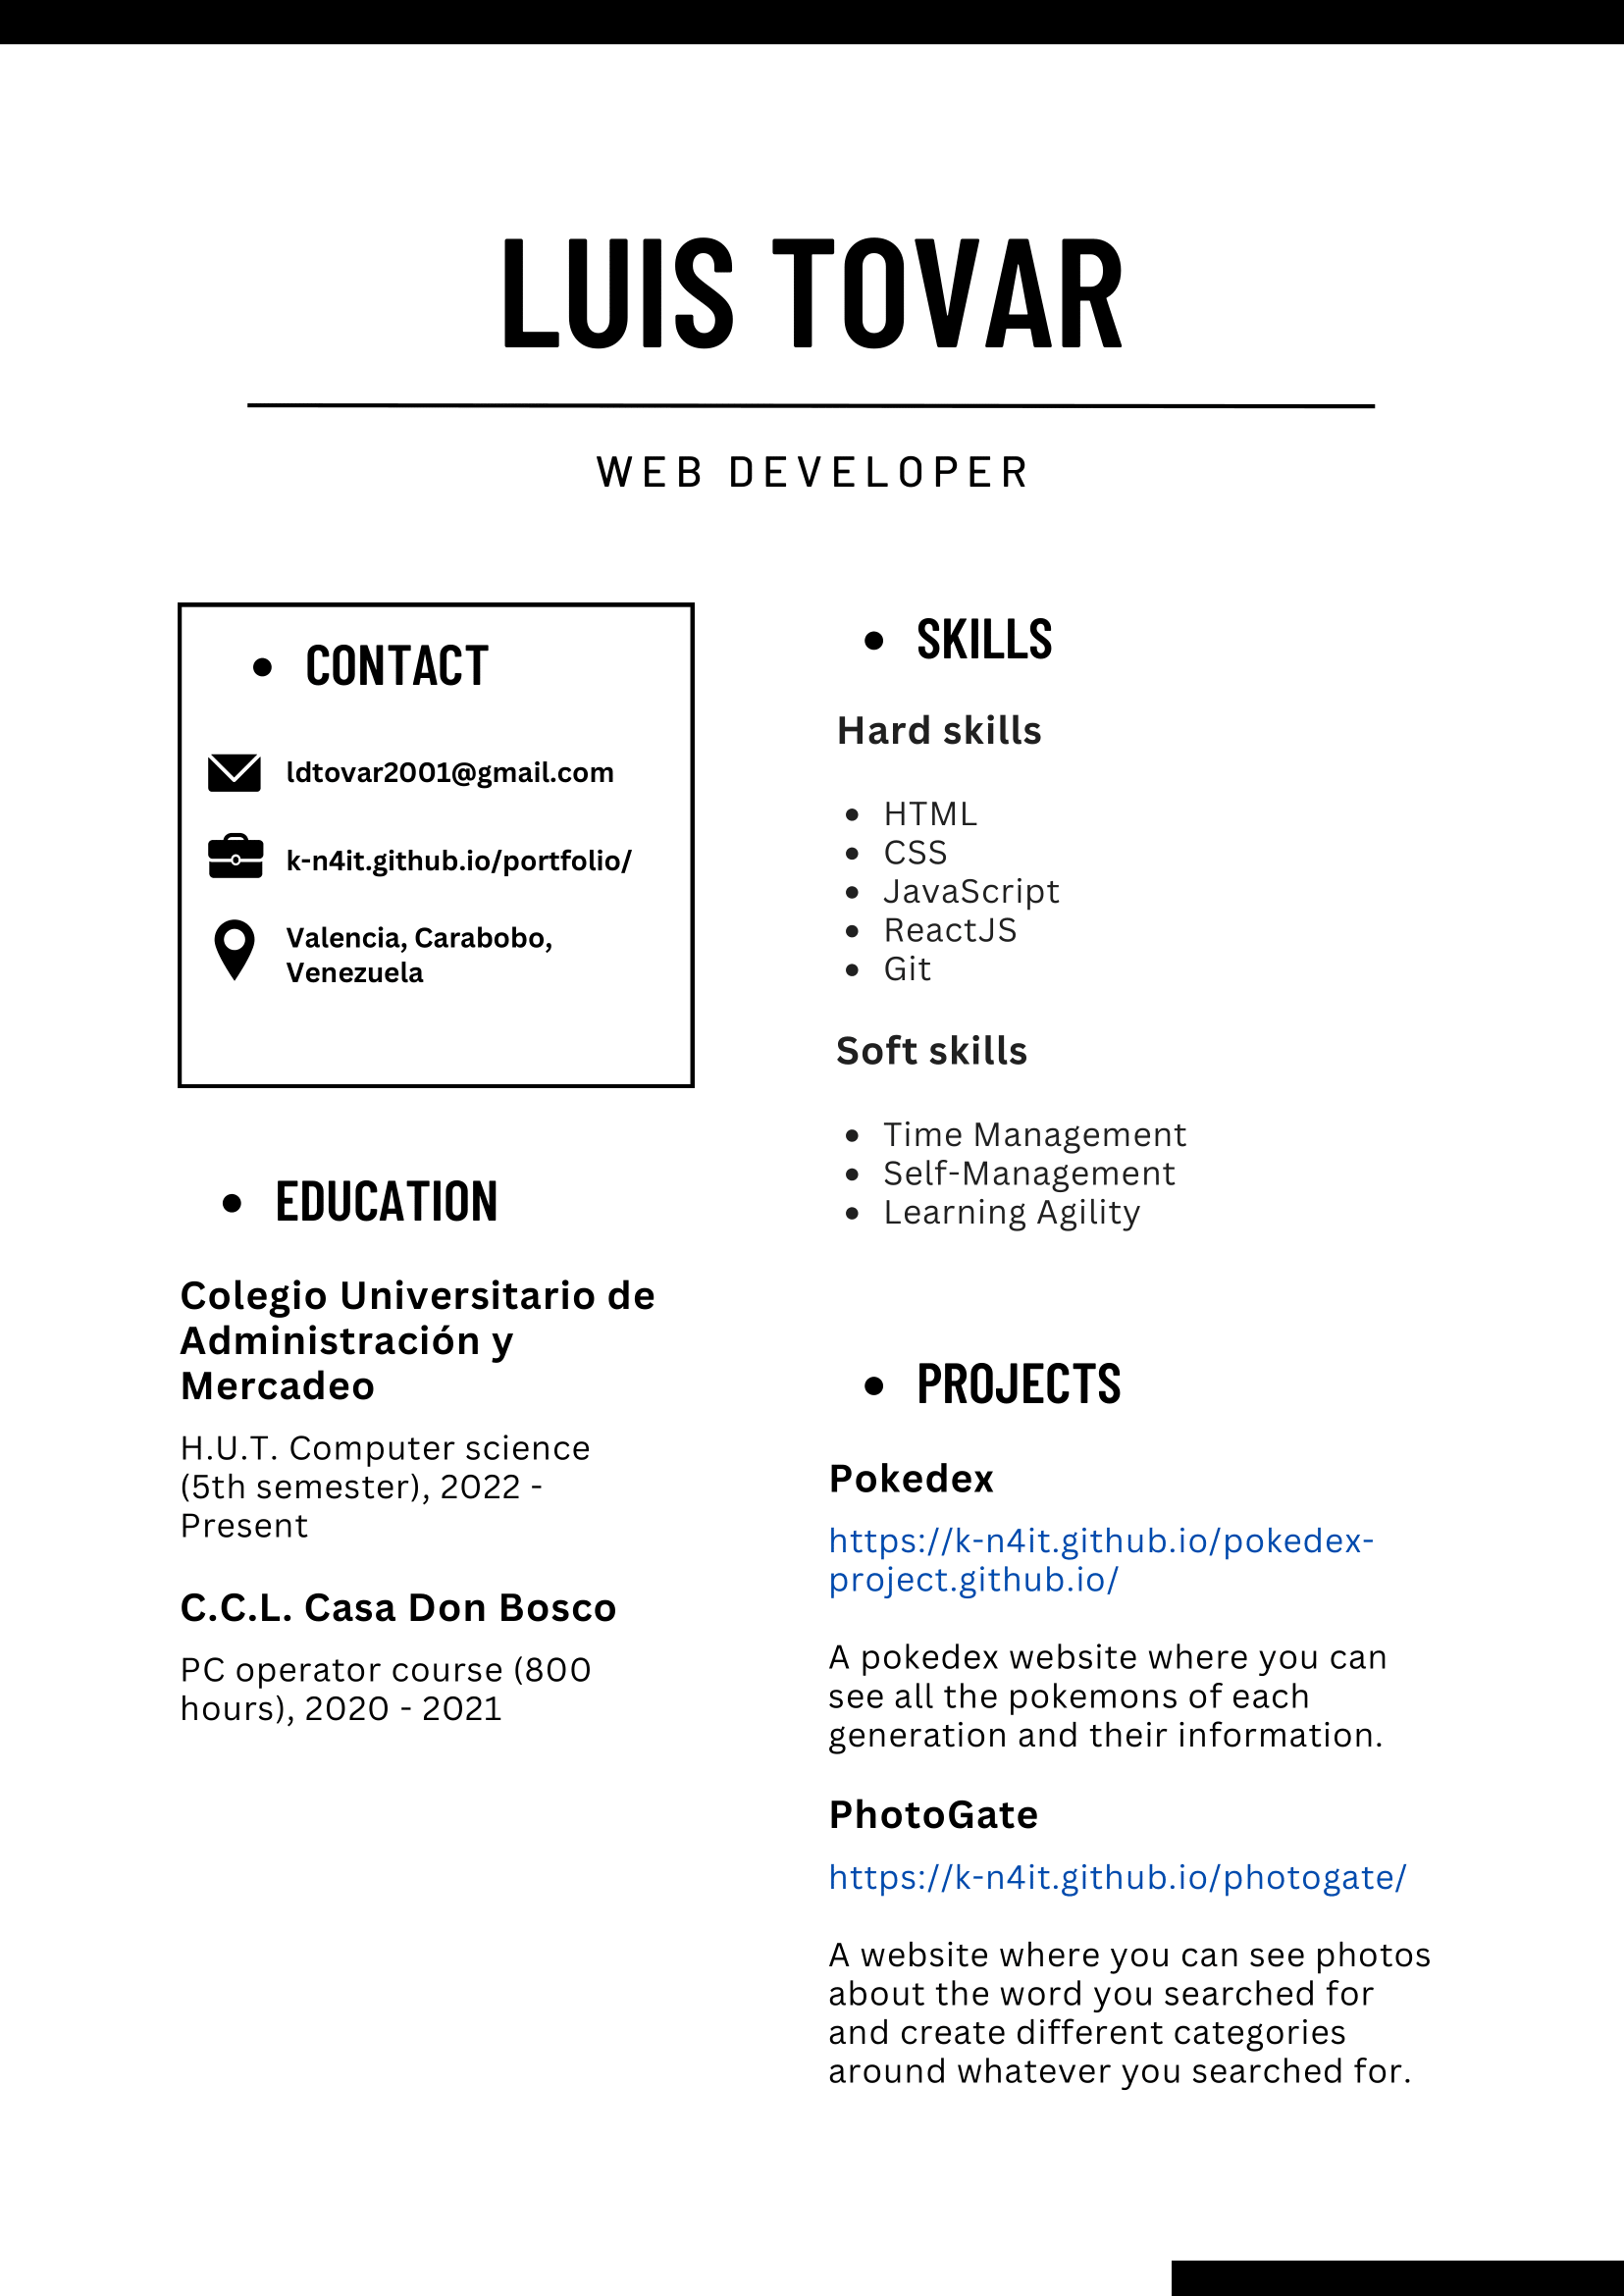 LUIS TOVAR
WEB DEVELOPER
• CONTACT
ldtovar2001@gmail.com
k-n4it.github.io/portfolio/
Valencia, Carabobo,
Venezuela
• EDUCATION
Colegio Universitario de
Administración y
Mercadeo
H.U.T. Computer science
(5th semester), 2022 -
Present
C.C.L. Casa Don Bosco
PC operator course (800
hours), 2020 - 2021
• SKILLS
Hard skills
• HTML
• CSS
• JavaScript
• ReactJS
• Git
Soft skills
• Time Management
• Self-Management
• Learning Agility
• PROJECTS
Pokedex
https://k-n4it.github.io/pokedex-
project.github.io/
A pokedex website where you can
see all the pokemons of each
generation and their information.
PhotoGate
https://k-n4it.github.io/photogate/
A website where you can see photos
about the word you searched for
and create different categories
around whatever you searched for.